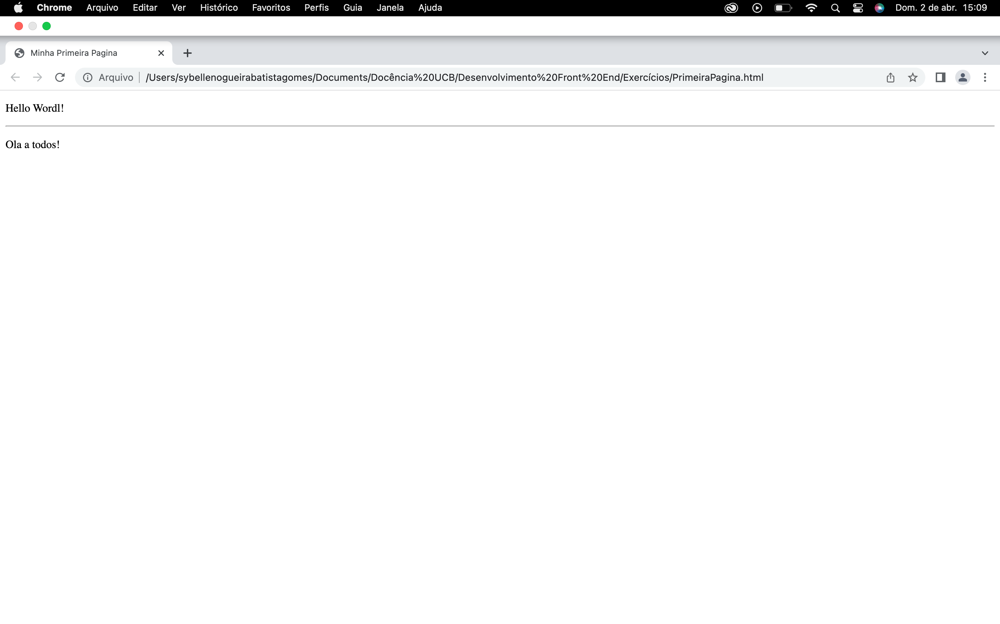 Chrome Arquivo Editar Ver Histórico Favoritos Perfis Guia Janela Ajuda Dom. 2 de abr. 15:09
Minha Primeira Pagina
Arquivo /Users/sybellenogueirabatistagomes/Documents/Docência%20UCB/Desenvolvimento%20Front%20End/Exercícios/PrimeiraPagina.html
Hello Wordl!
Ola a todos!